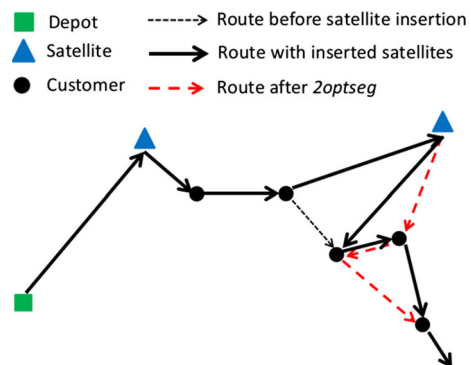 Depot
Route before satellite insertion
Satellite
Route with inserted satellites
Customer
Route after 2optseg